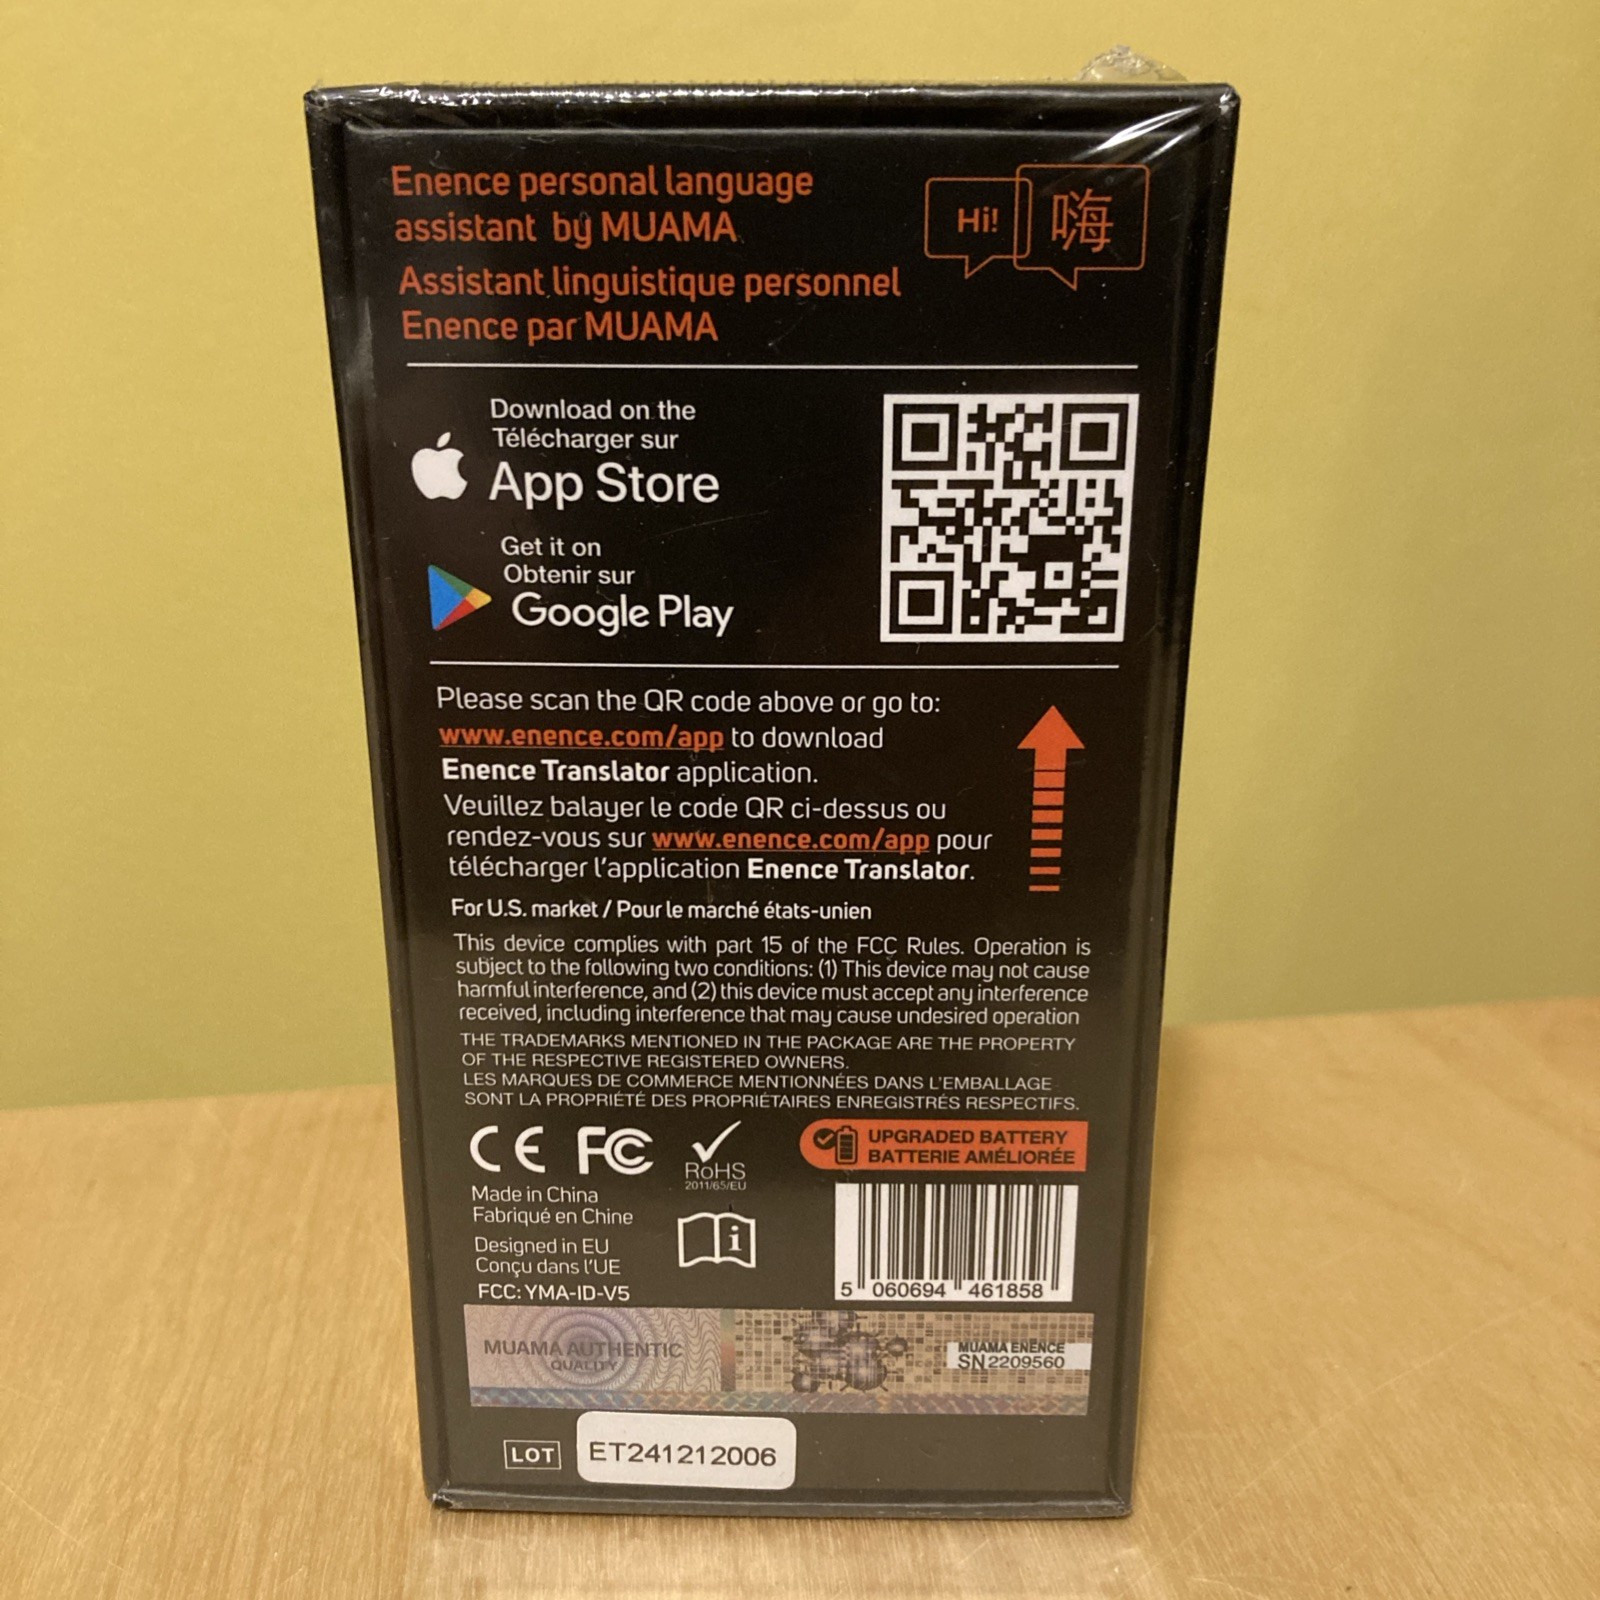 Enence personal language
assistant by MUAMA
Hi!
嗨
Assistant linguistique personnel
Enence par MUAMA
Download on the
Télécharger sur
App Store
Get it on
Obtenir sur
Google Play
Please scan the QR code above or go to:
www.enence.com/app to download
Enence Translator application.
Veuillez balayer le code QR ci-dessus ou
rendez-vous sur www.enence.com/app pour
télécharger l'application Enence Translator.
For U.S. market / Pour le marché états-unien
This device complies with part 15 of the FCC Rules. Operation is
subject to the following two conditions: (1) This device may not cause
harmful interference, and (2) this device must accept any interference
received, including interference that may cause undesired operation
THE TRADEMARKS MENTIONED IN THE PACKAGE ARE THE PROPERTY
OF THE RESPECTIVE REGISTERED OWNERS.
LES MARQUES DE COMMERCE MENTIONNÉES DANS L'EMBALLAGE
SONT LA PROPRIÉTÉ DES PROPRIÉTAIRES ENREGISTRÉS RESPECTIFS.
CE FC
RoHS
2011/65/EU
UPGRADED BATTERY
BATTERIE AMÉLIORÉE
Made in China
Fabriqué en Chine
Designed in EU
Conçu dans l'UE
FCC: YMA-ID-V5
i
5 060694 461858
MUAMA AUTHENTIC
QUALITY
MUAMA ENENCE
SN 2209560
LOT
ET241212006